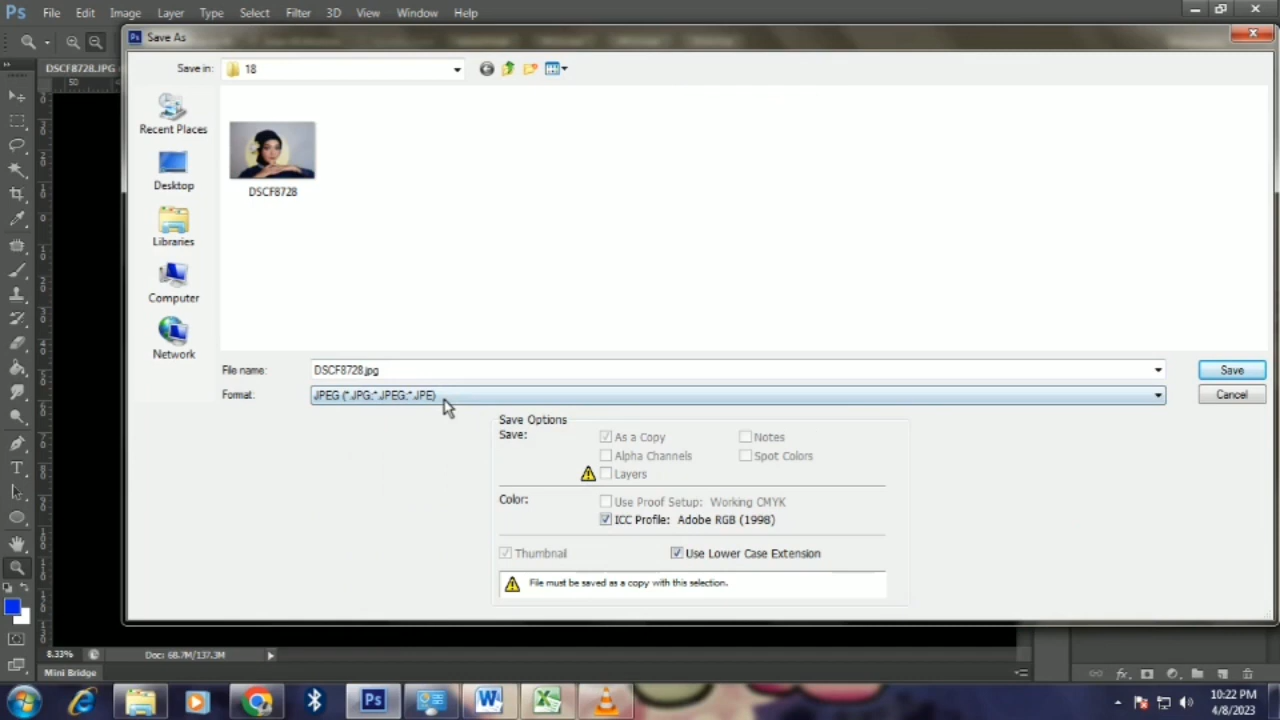 Ps File Edit Image Layer Type Select Filter 3D View Window Help
Save As
DSCF8728.JPG
50
Save in: 18
Recent Places
Desktop
Libraries
Computer
Network
DSCF8728
File name: DSCF8728.jpg
Save
Format: JPEG (*.JPG;*.JPEG;*.JPE)
Cancel
Save Options
Save: As a Copy Notes
Alpha Channels Spot Colors
Layers
Color: Use Proof Setup: Working CMYK
ICC Profile: Adobe RGB (1998)
Thumbnail Use Lower Case Extension
File must be saved as a copy with this selection.
8.33% Doc: 68.7M/137.3M
Mini Bridge
10:22 PM
4/8/2023